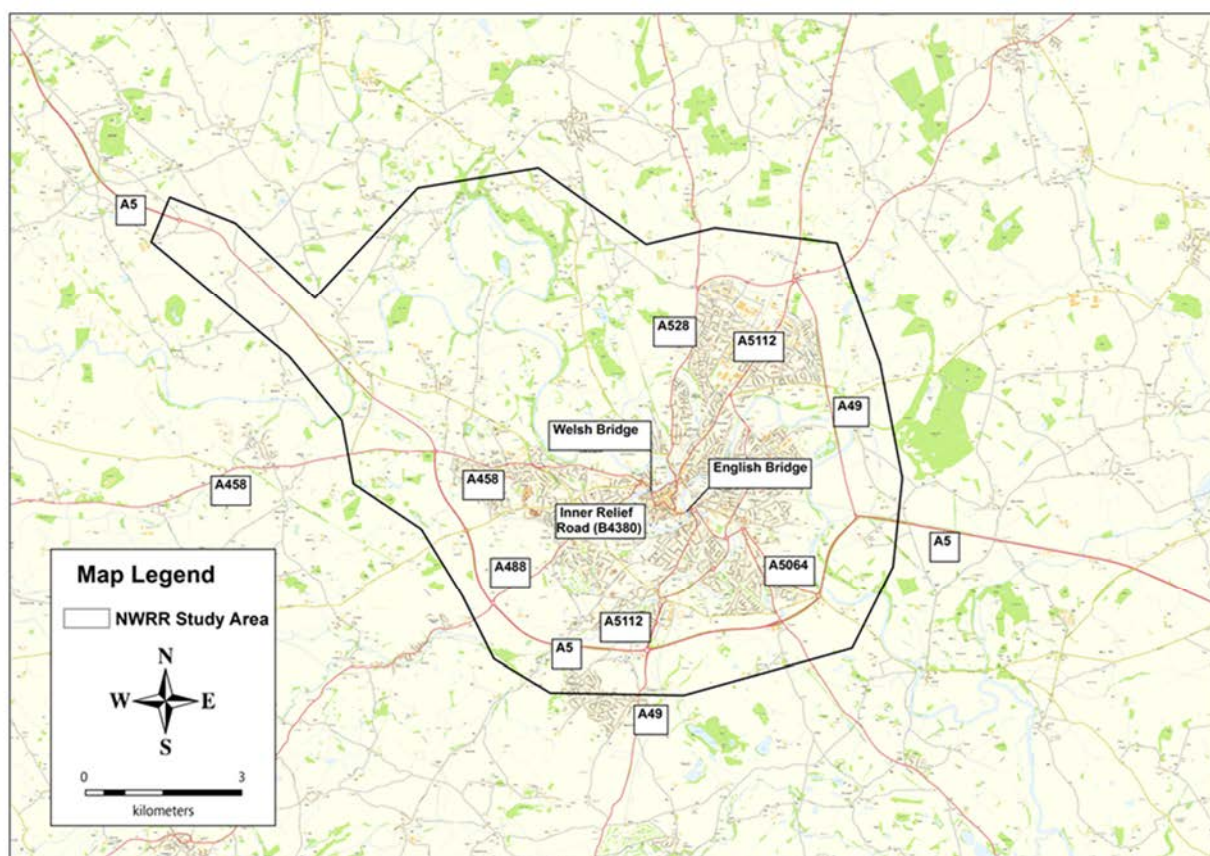 A5
A528
A5112
A49
Welsh Bridge
English Bridge
A458
A458
Inner Relief
Road (B4380)
A5
A488
A5064
A5112
A5
A49
Map Legend
NWRR Study Area
N
W E
S
0 3
kilometers